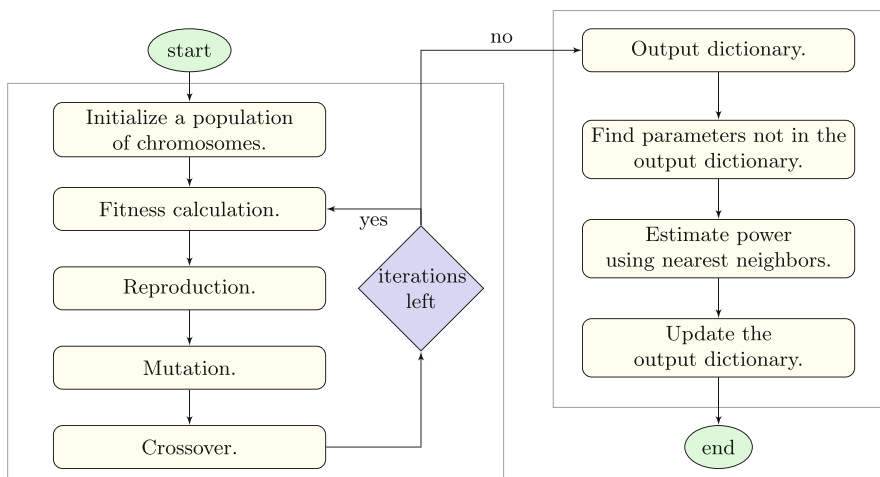 start
Initialize a population
of chromosomes.
Fitness calculation.
Reproduction.
Mutation.
Crossover.
iterations
left
yes
no
Output dictionary.
Find parameters not in the
output dictionary.
Estimate power
using nearest neighbors.
Update the
output dictionary.
end